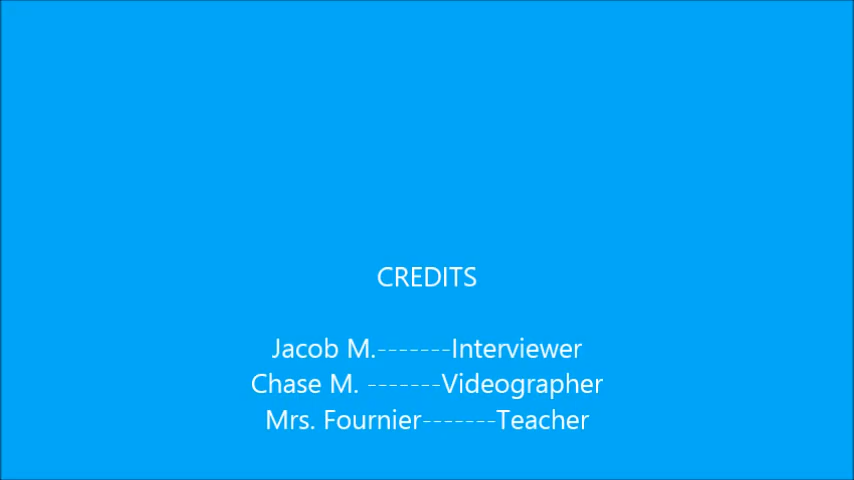 CREDITS
Jacob M.-------Interviewer
Chase M. -------Videographer
Mrs. Fournier-------Teacher